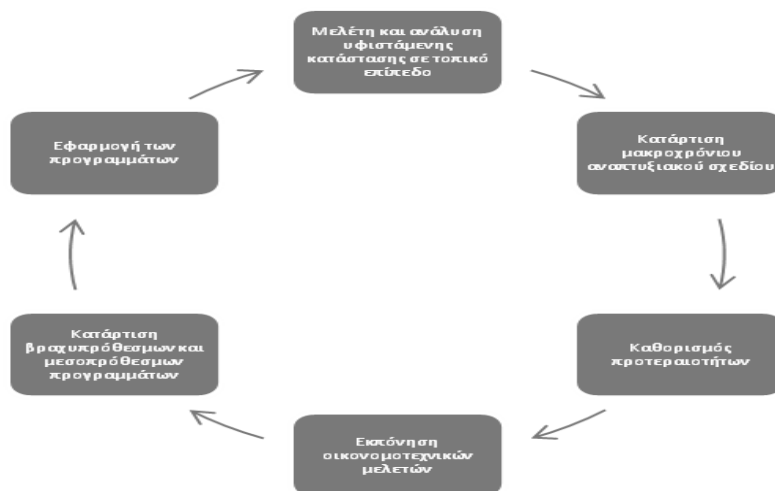 Μελέτη και ανάλυση
υφιστάμενης
κατάστασης σε τοπικό
επίπεδο
Κατάρτιση
μακροχρόνιου
αναπτυξιακού σχεδίου
Καθορισμός
προτεραιοτήτων
Εκπόνηση
οικονομοτεχνικών
μελετών
Κατάρτιση
βραχυπρόθεσμων και
μεσοπρόθεσμων
προγραμμάτων
Εφαρμογή των
προγραμμάτων